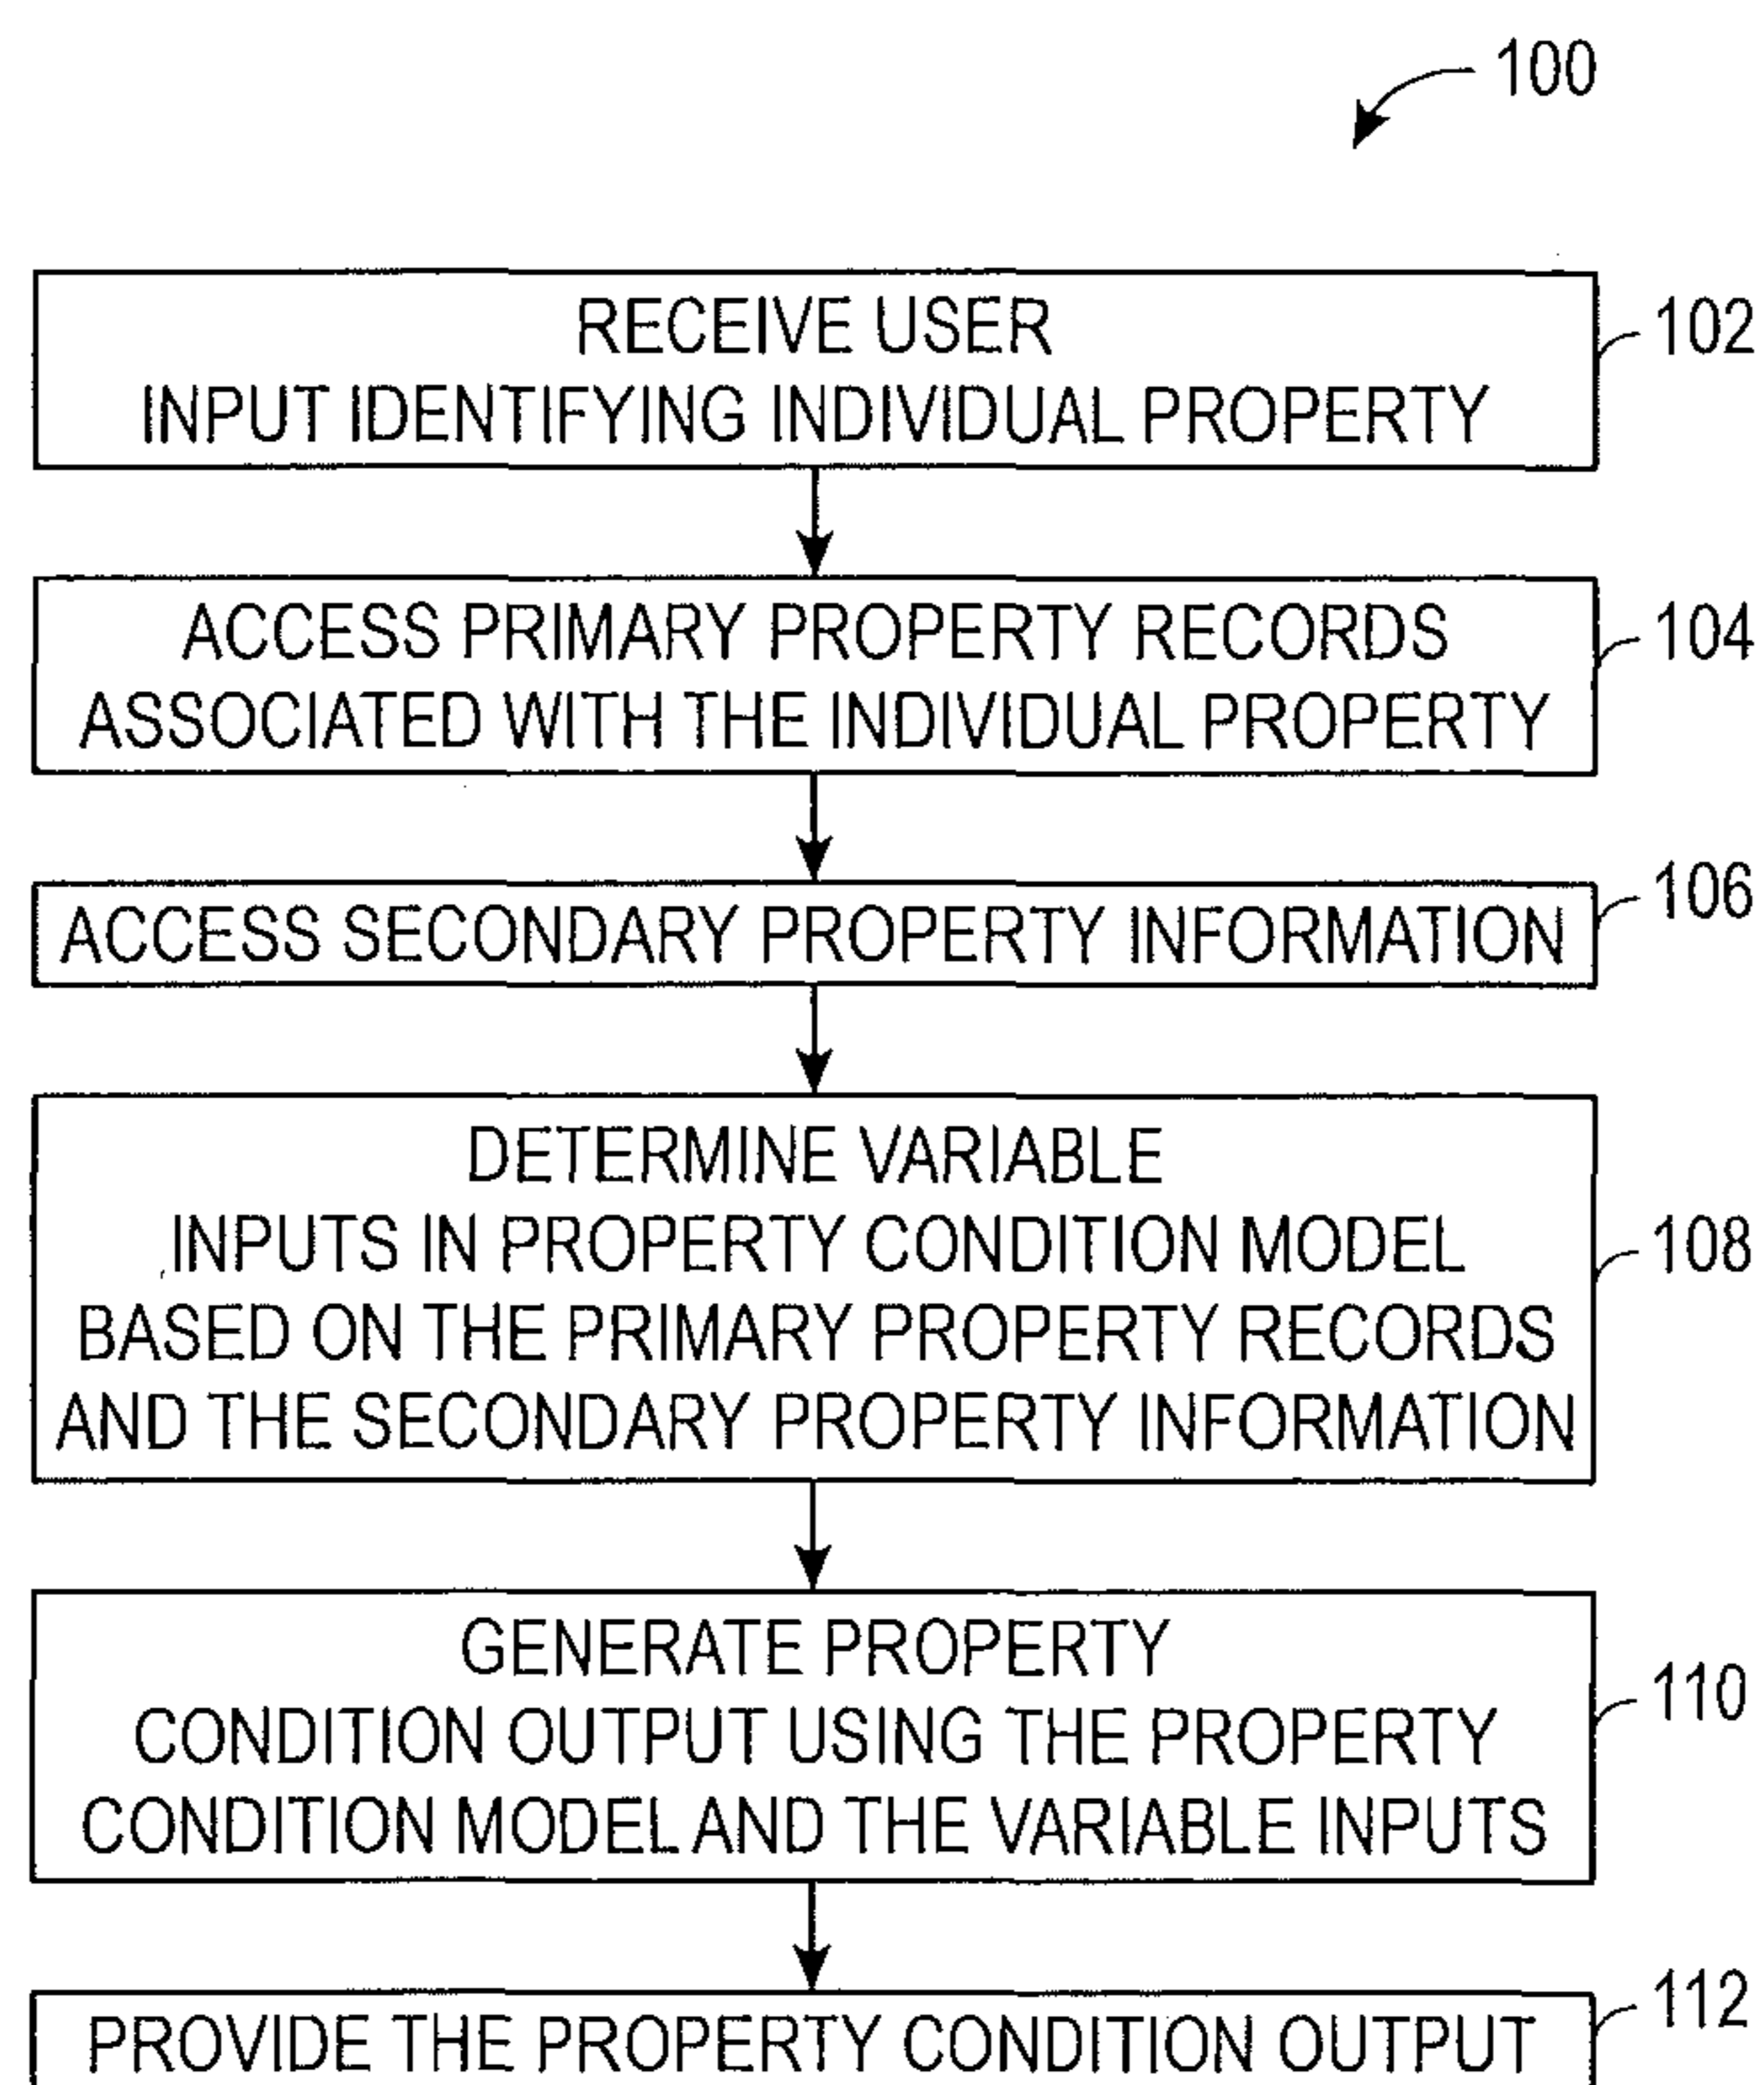 100
RECEIVE USER
INPUT IDENTIFYING INDIVIDUAL PROPERTY
102
ACCESS PRIMARY PROPERTY RECORDS
ASSOCIATED WITH THE INDIVIDUAL PROPERTY
104
ACCESS SECONDARY PROPERTY INFORMATION
106
DETERMINE VARIABLE
INPUTS IN PROPERTY CONDITION MODEL
BASED ON THE PRIMARY PROPERTY RECORDS
AND THE SECONDARY PROPERTY INFORMATION
108
GENERATE PROPERTY
CONDITION OUTPUT USING THE PROPERTY
CONDITION MODEL AND THE VARIABLE INPUTS
110
PROVIDE THE PROPERTY CONDITION OUTPUT
112